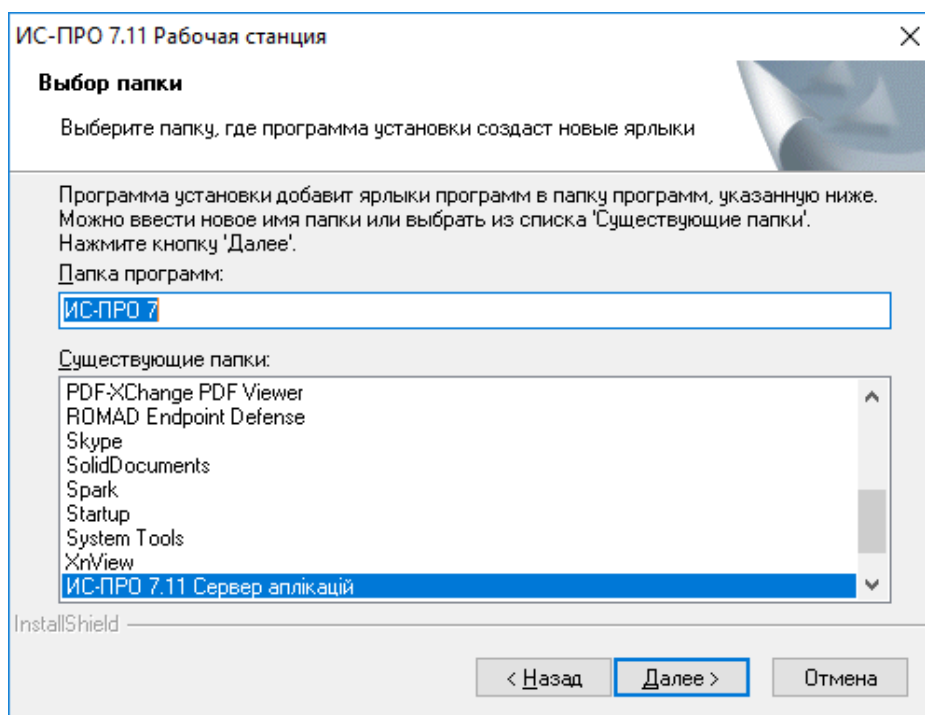 ИС-ПРО 7.11 Рабочая станция
Выбор папки
Выберите папку, где программа установки создаст новые ярлыки
Программа установки добавит ярлыки программ в папку программ, указанную ниже.
Можно ввести новое имя папки или выбрать из списка 'Существующие папки'.
Нажмите кнопку 'Далее'.
Папка программ:
ИС-ПРО 7
Существующие папки:
PDF-XChange PDF Viewer
ROMAD Endpoint Defense
Skype
SolidDocuments
Spark
Startup
System Tools
XnView
ИС-ПРО 7.11 Сервер аплікацій
InstallShield
< Назад
Далее >
Отмена